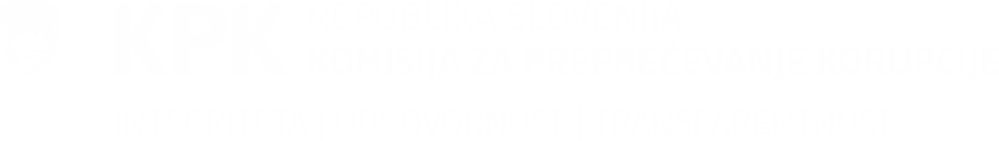 KPK
REPUBLIKA SLOVENIJA
KOMISIJA ZA PREPREČEVANJE KORUPCIJE
INTEGRITETA | ODGOVORNOST | TRANSPARENTNOST